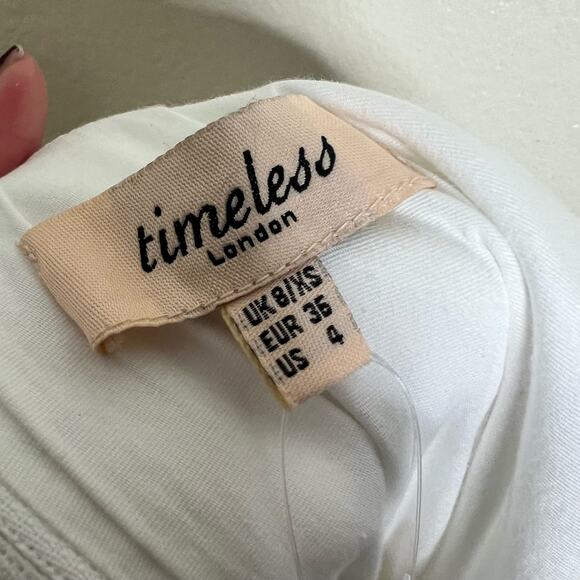 timeless
London
UK 8/XS
EUR 36
US 4